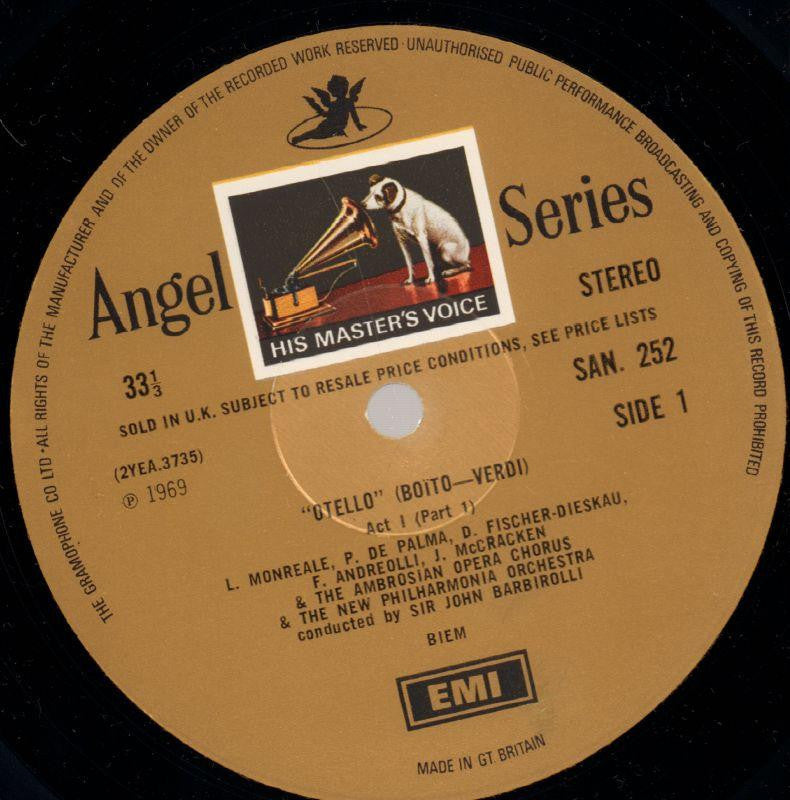 THE GRAMOPHONE CO LTD · ALL RIGHTS OF THE MANUFACTURER AND OF THE OWNER OF THE RECORDED WORK RESERVED · UNAUTHORISED PUBLIC PERFORMANCE BROADCASTING AND COPYING OF THIS RECORD PROHIBITED
Angel Series
HIS MASTER'S VOICE
STEREO
33⅓
SOLD IN U.K. SUBJECT TO RESALE PRICE CONDITIONS, SEE PRICE LISTS
SAN. 252
(2YEA.3735)
SIDE 1
℗ 1969
"OTELLO" (BOÏTO—VERDI)
Act I (Part 1)
L. MONREALE, P. DE PALMA, D. FISCHER-DIESKAU,
F. ANDREOLLI, J. McCRACKEN
& THE AMBROSIAN OPERA CHORUS
& THE NEW PHILHARMONIA ORCHESTRA
conducted by SIR JOHN BARBIROLLI
BIEM
EMI
MADE IN GT. BRITAIN